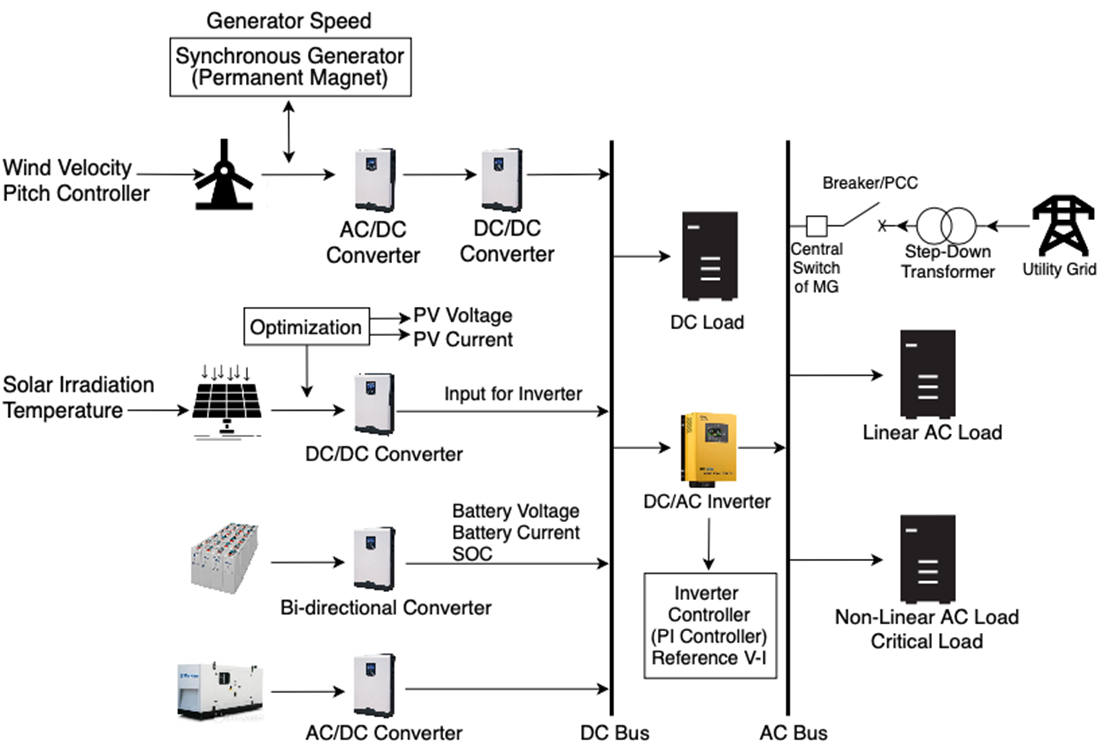 Generator Speed
Synchronous Generator
(Permanent Magnet)
Wind Velocity
Pitch Controller
AC/DC
Converter
DC/DC
Converter
Breaker/PCC
Central
Switch
of MG
Step-Down
Transformer
Utility Grid
DC Load
Optimization
PV Voltage
PV Current
Solar Irradiation
Temperature
Input for Inverter
DC/DC Converter
Linear AC Load
DC/AC Inverter
Battery Voltage
Battery Current
SOC
Bi-directional Converter
Inverter
Controller
(PI Controller)
Reference V-I
Non-Linear AC Load
Critical Load
AC/DC Converter
DC Bus
AC Bus